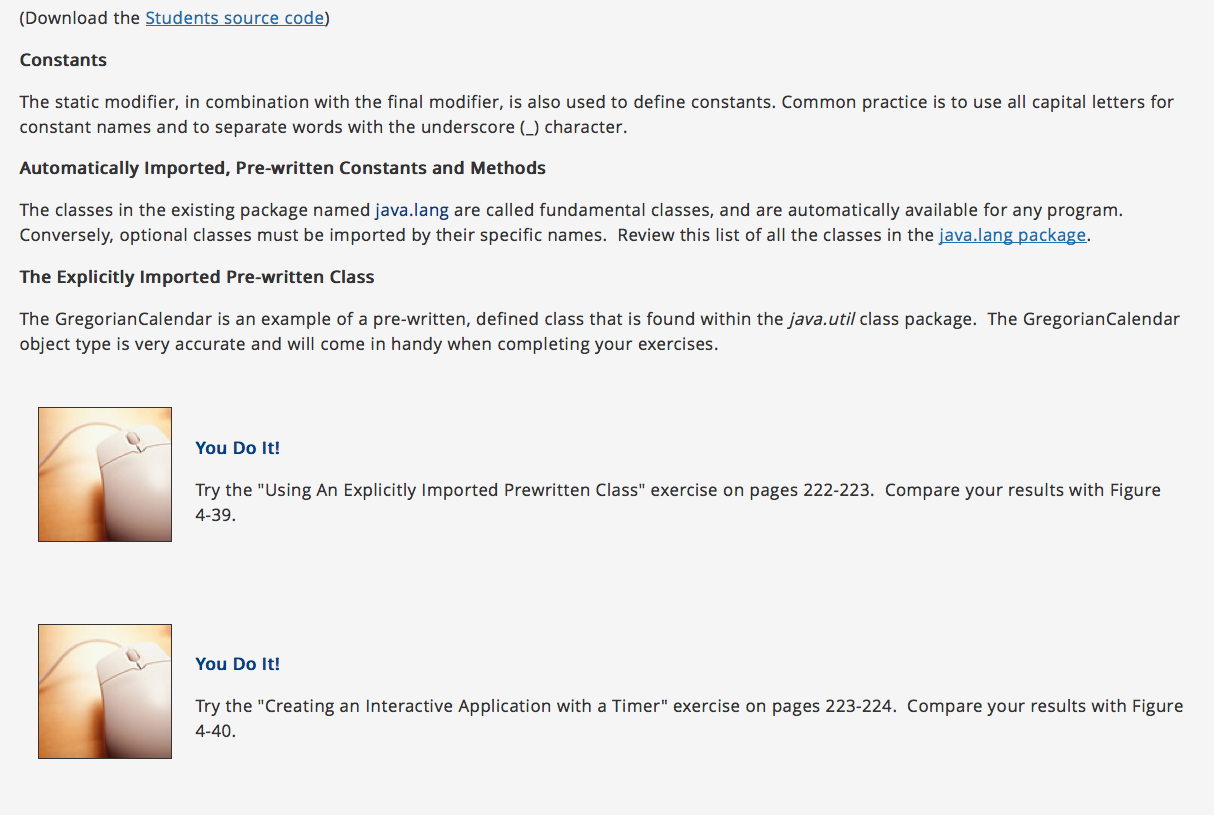 (Download the Students source code)
Constants
The static modifier, in combination with the final modifier, is also used to define constants. Common practice is to use all capital letters for
constant names and to separate words with the underscore (_) character.
Automatically Imported, Pre-written Constants and Methods
The classes in the existing package named java.lang are called fundamental classes, and are automatically available for any program.
Conversely, optional classes must be imported by their specific names.  Review this list of all the classes in the java.lang package.
The Explicitly Imported Pre-written Class
The GregorianCalendar is an example of a pre-written, defined class that is found within the java.util class package.  The GregorianCalendar
object type is very accurate and will come in handy when completing your exercises.
You Do It!
Try the "Using An Explicitly Imported Prewritten Class" exercise on pages 222-223.  Compare your results with Figure
4-39.
You Do It!
Try the "Creating an Interactive Application with a Timer" exercise on pages 223-224.  Compare your results with Figure
4-40.